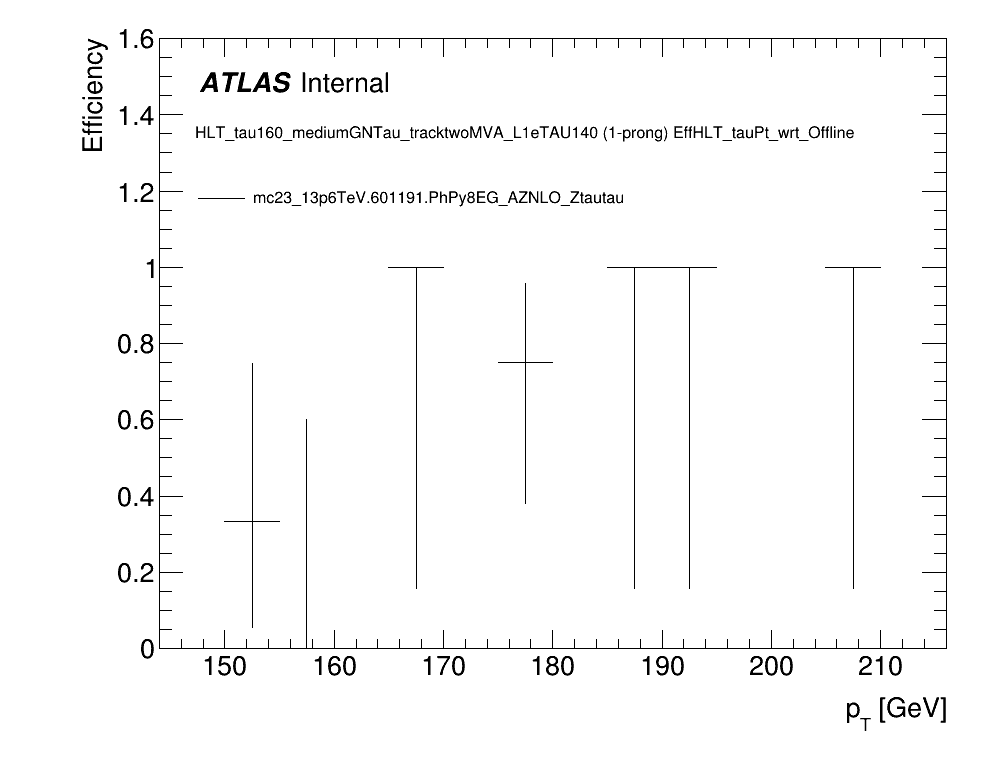 Efficiency
1.6
1.4
1.2
1
0.8
0.6
0.4
0.2
0
ATLAS Internal
HLT_tau160_mediumGNTau_tracktwoMVA_L1eTAU140 (1-prong) EffHLT_tauPt_wrt_Offline
mc23_13p6TeV.601191.PhPy8EG_AZNLO_Ztautau
150 160 170 180 190 200 210
p_T [GeV]